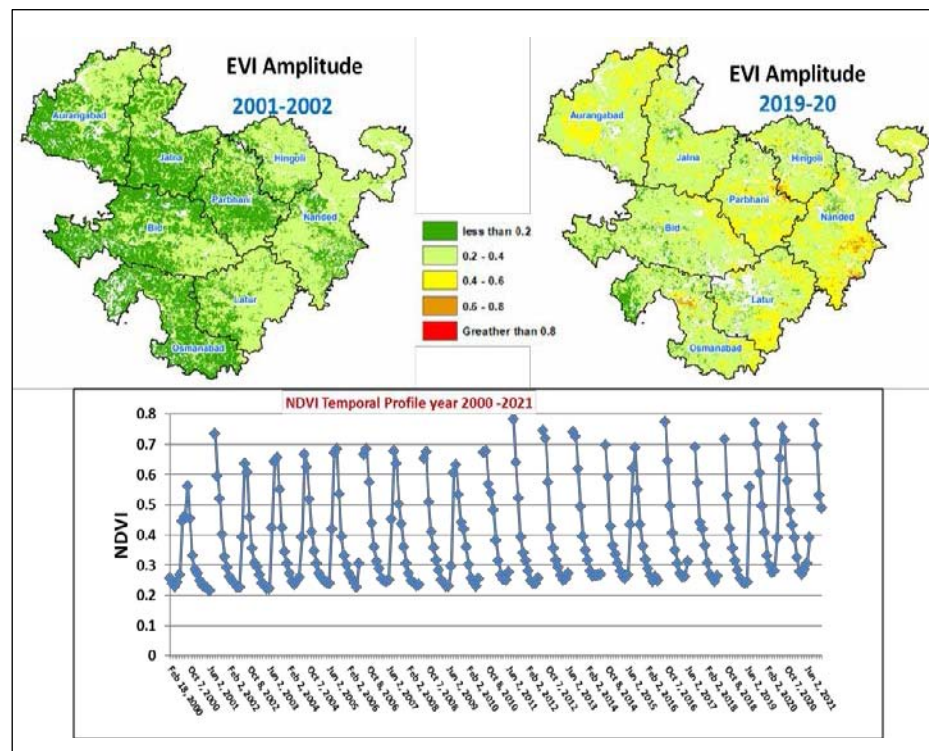 EVI Amplitude
2001-2002
Aurangabad
Jalna
Hingoli
Parbhani
Nanded
Bid
Latur
Osmanabad
less than 0.2
0.2 - 0.4
0.4 - 0.6
0.6 - 0.8
Greather than 0.8
EVI Amplitude
2019-20
Aurangabad
Jalna
Hingoli
Parbhani
Nanded
Bid
Latur
Osmanabad
NDVI Temporal Profile year 2000 -2021
NDVI
0.8
0.7
0.6
0.5
0.4
0.3
0.2
0.1
0
Feb 18, 2000
Oct 7, 2000
Jun 2, 2001
Feb 2, 2002
Oct 8, 2002
Jun 2, 2003
Feb 2, 2004
Oct 7, 2004
Jun 2, 2005
Feb 2, 2006
Oct 8, 2006
Jun 2, 2007
Feb 2, 2008
Oct 7, 2008
Jun 2, 2009
Feb 2, 2010
Oct 8, 2010
Jun 2, 2011
Feb 2, 2012
Oct 7, 2012
Jun 2, 2013
Feb 2, 2014
Oct 8, 2014
Jun 2, 2015
Feb 2, 2016
Oct 7, 2016
Jun 2, 2017
Feb 2, 2018
Oct 8, 2018
Jun 2, 2019
Feb 2, 2020
Oct 7, 2020
Jun 2, 2021